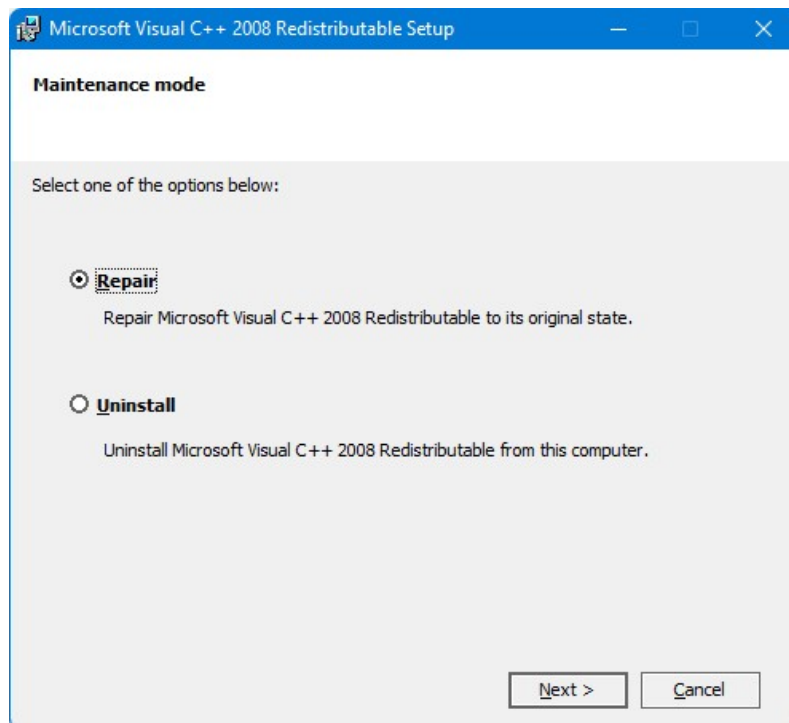 Microsoft Visual C++ 2008 Redistributable Setup
Maintenance mode
Select one of the options below:
Repair
Repair Microsoft Visual C++ 2008 Redistributable to its original state.
Uninstall
Uninstall Microsoft Visual C++ 2008 Redistributable from this computer.
Next > Cancel